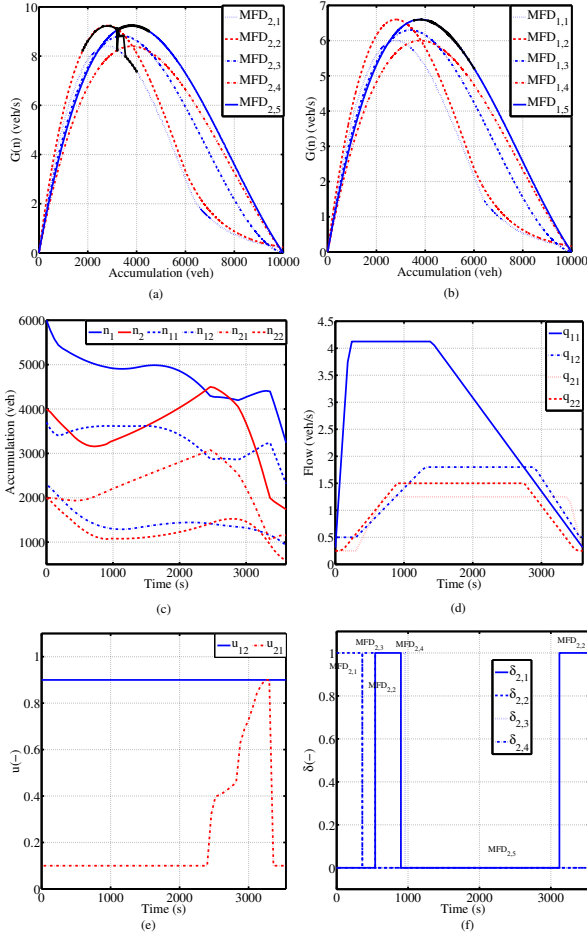 10
8
6
4
2
0
G(n) (veh/s)
0 2000 4000 6000 8000 10000
Accumulation (veh)
MFD2,1
MFD2,2
MFD2,3
MFD2,4
MFD2,5
(a)
7
6
5
4
3
2
1
0
G(n) (veh/s)
0 2000 4000 6000 8000 10000
Accumulation (veh)
MFD1,1
MFD1,2
MFD1,3
MFD1,4
MFD1,5
(b)
6000
5000
4000
3000
2000
1000
Accumulation (veh)
n1 n2 n11 n12 n21 n22
0 1000 2000 3000
Time (s)
(c)
4.5
4
3.5
3
2.5
2
1.5
1
0.5
0
Flow (veh/s)
q11
q12
q21
q22
0 1000 2000 3000
Time (s)
(d)
1
0.8
0.6
0.4
0.2
0
u(−)
u12 u21
0 1000 2000 3000
Time (s)
(e)
1
0.8
0.6
0.4
0.2
0
δ(−)
MFD2,3
MFD2,4
MFD2,2
MFD2,1
MFD2,2
δ2,1
δ2,2
δ2,3
δ2,4
MFD2,5
0 1000 2000 3000
Time (s)
(f)